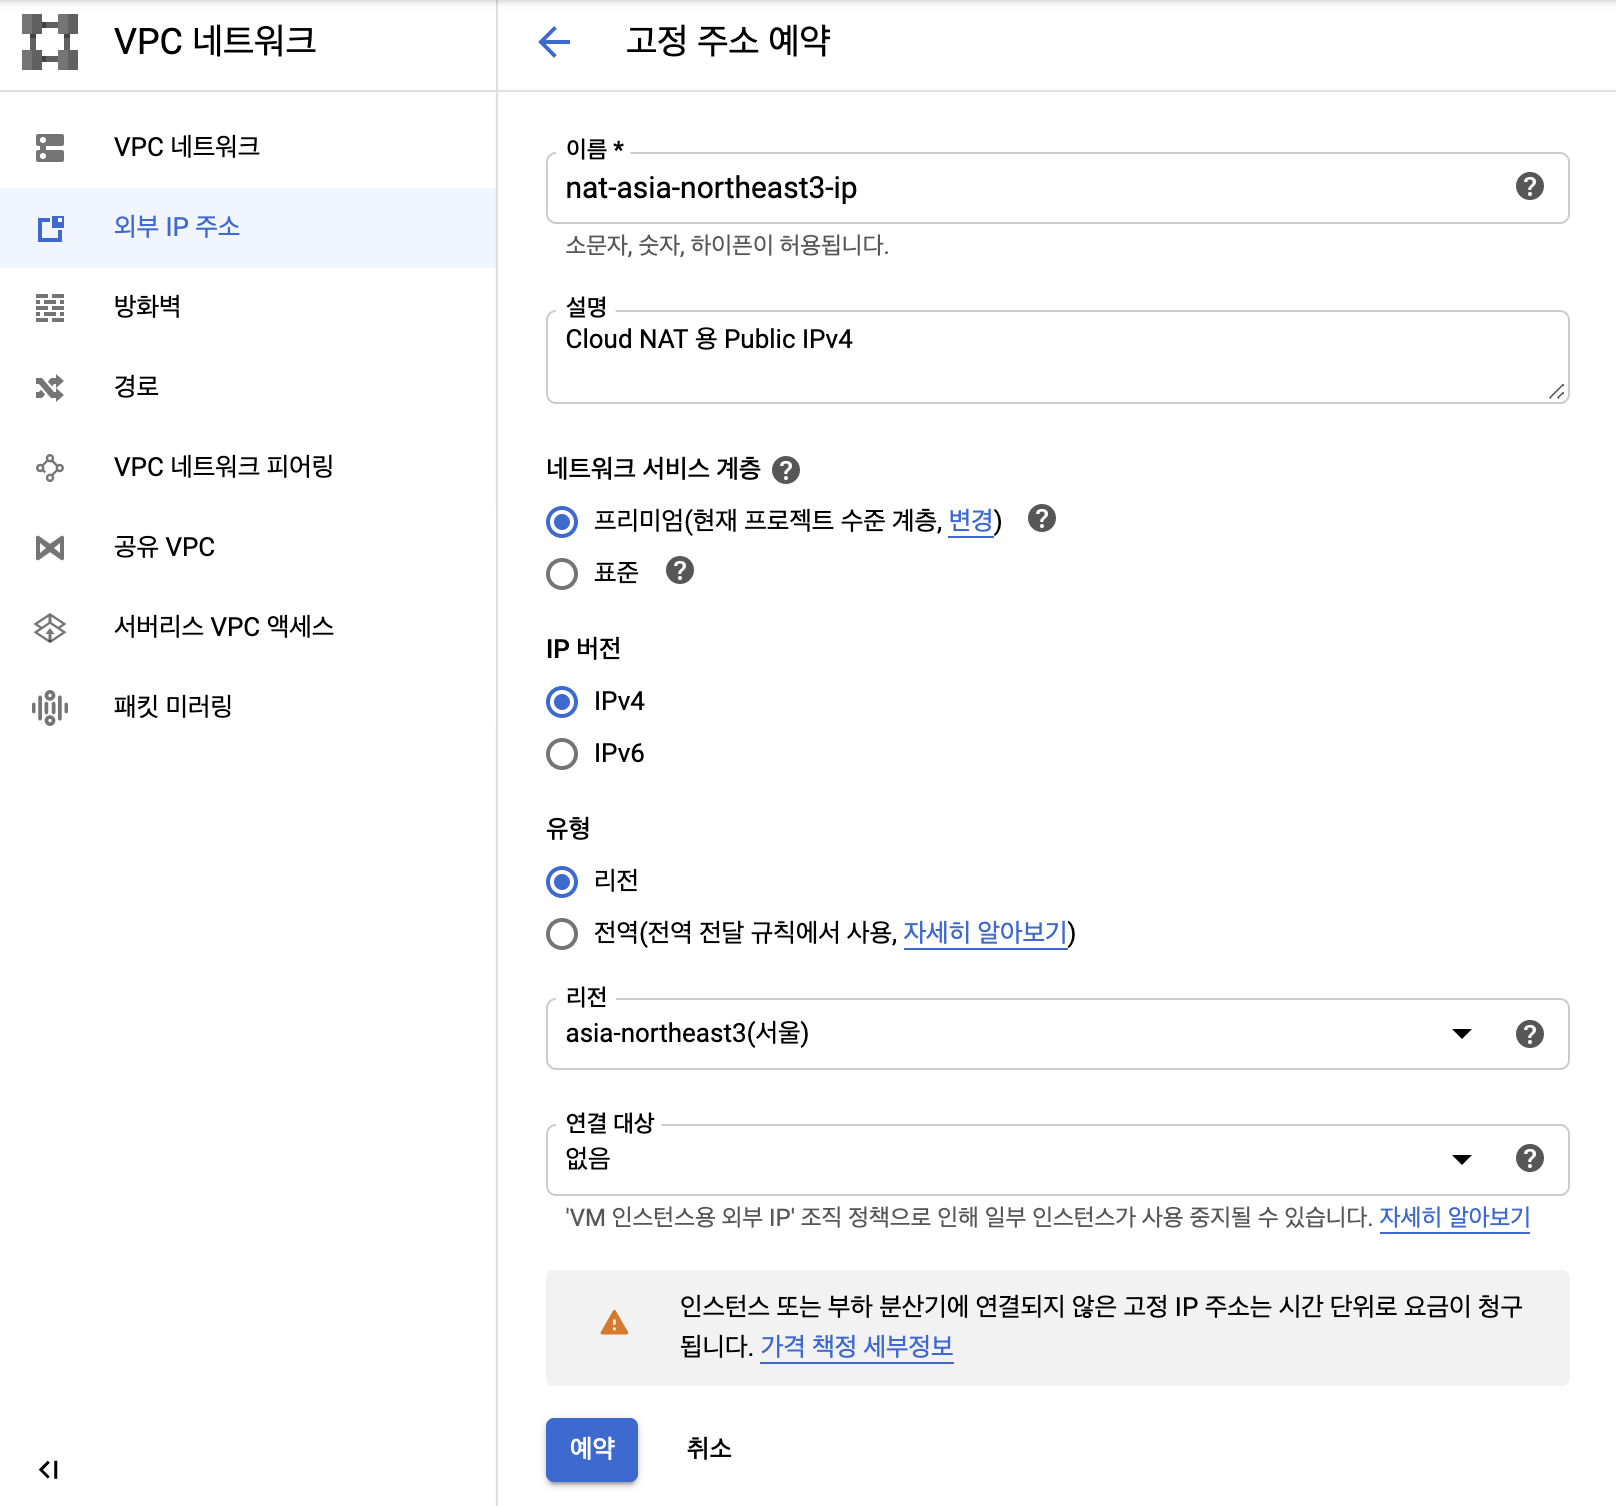 VPC 네트워크
VPC 네트워크
외부 IP 주소
방화벽
경로
VPC 네트워크 피어링
공유 VPC
서버리스 VPC 액세스
패킷 미러링
고정 주소 예약
이름 *
nat-asia-northeast3-ip
소문자, 숫자, 하이픈이 허용됩니다.
설명
Cloud NAT 용 Public IPv4
네트워크 서비스 계층
프리미엄(현재 프로젝트 수준 계층, 변경)
표준
IP 버전
IPv4
IPv6
유형
리전
전역(전역 전달 규칙에서 사용, 자세히 알아보기)
리전
asia-northeast3(서울)
연결 대상
없음
'VM 인스턴스용 외부 IP' 조직 정책으로 인해 일부 인스턴스가 사용 중지될 수 있습니다. 자세히 알아보기
인스턴스 또는 부하 분산기에 연결되지 않은 고정 IP 주소는 시간 단위로 요금이 청구
됩니다. 가격 책정 세부정보
예약
취소